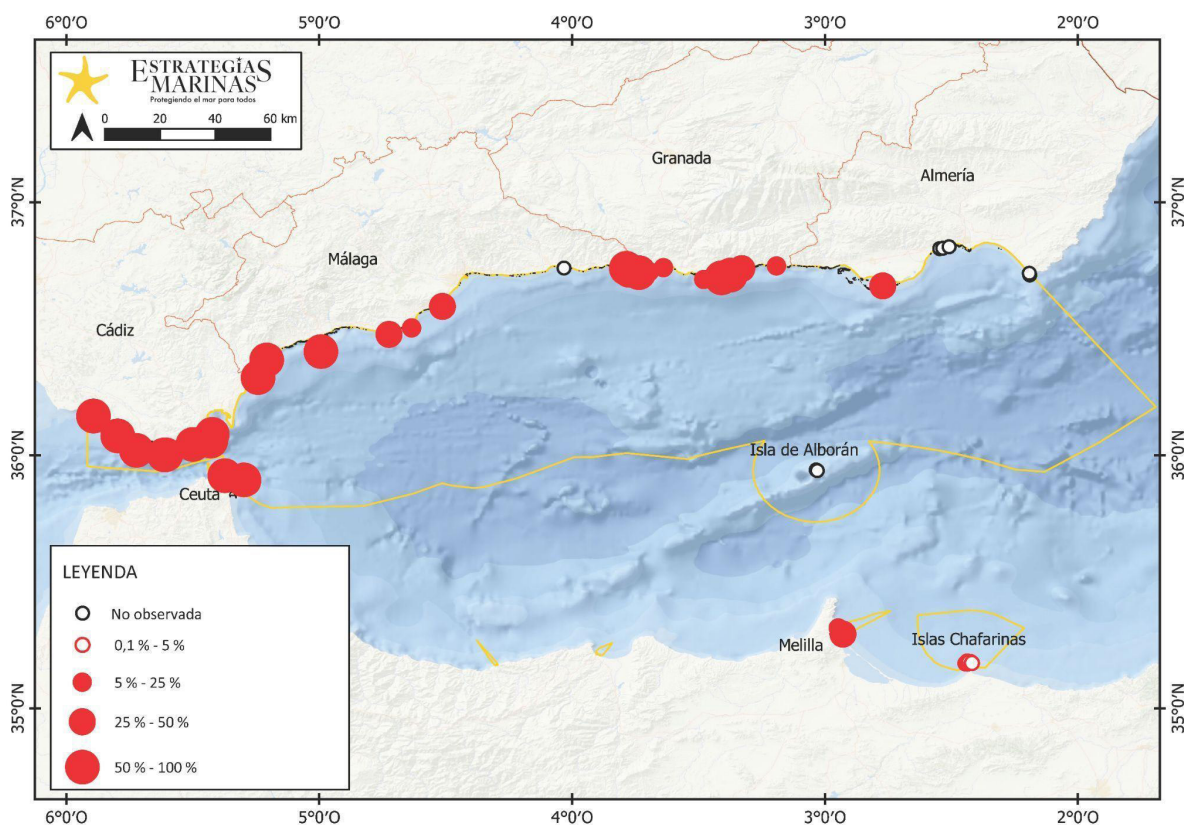 6°0'O 5°0'O 4°0'O 3°0'O 2°0'O
ESTRATEGIAS
MARINAS
Protegiendo el mar para todos
0 20 40 60 km
Granada
Almería
37°0'N 37°0'N
Málaga
Cádiz
36°0'N 36°0'N
Isla de Alborán
Ceuta
LEYENDA
No observada
0,1 % - 5 %
5 % - 25 %
25 % - 50 %
50 % - 100 %
Melilla
Islas Chafarinas
35°0'N 35°0'N
6°0'O 5°0'O 4°0'O 3°0'O 2°0'O